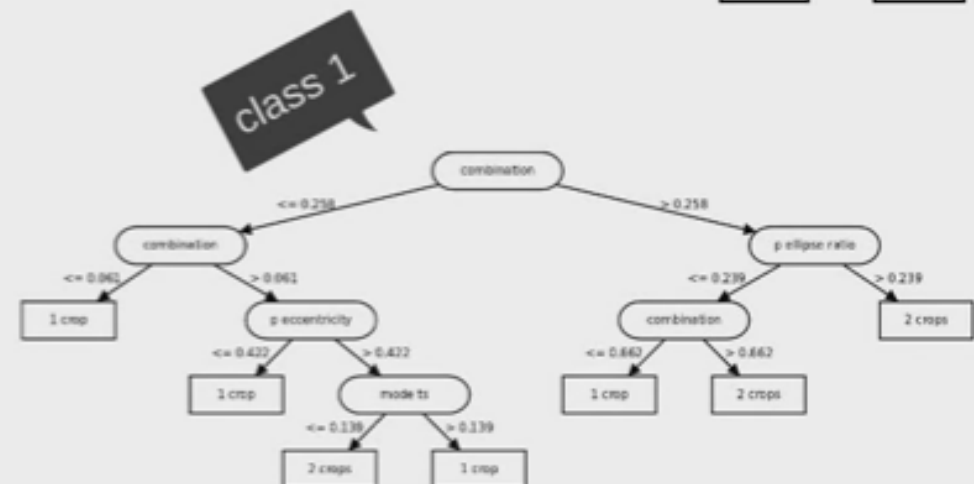 class 1
combination
<= 0.258
> 0.258
combination
p ellipse ratio
<= 0.061
> 0.061
<= 0.239
> 0.239
1 crop
p eccentricity
combination
2 crops
<= 0.422
> 0.422
<= 0.662
> 0.662
1 crop
mode ts
1 crop
2 crops
<= 0.139
> 0.139
2 crops
1 crop